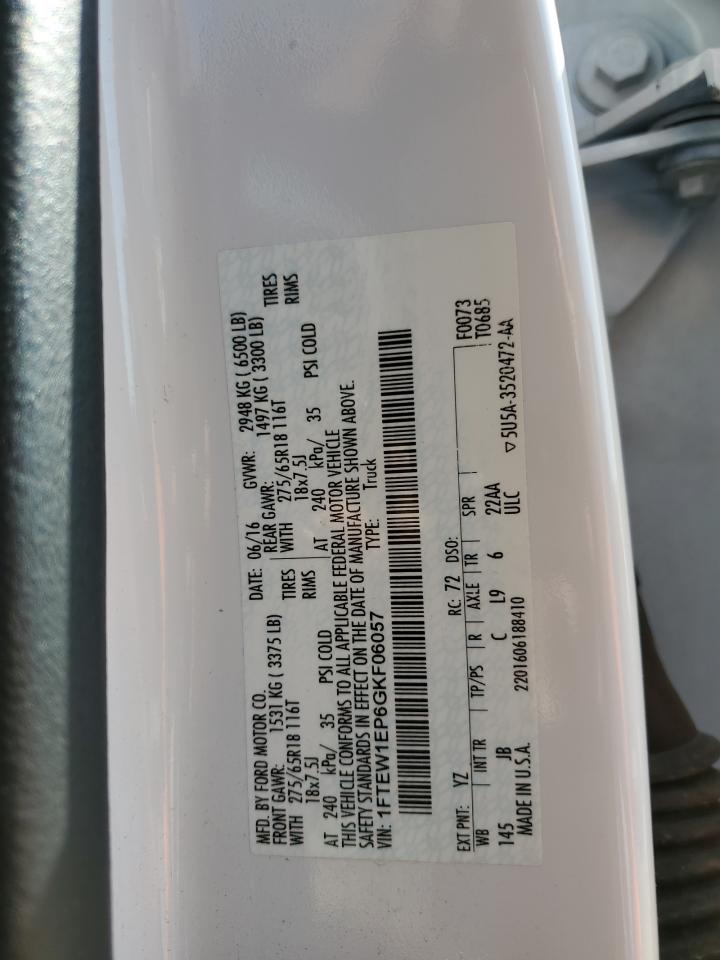 MFD. BY FORD MOTOR CO.
DATE: 06/16 GVWR: 2948 KG ( 6500 LB)
FRONT GAWR: 1531 KG ( 3375 LB)
REAR GAWR: 1497 KG ( 3300 LB)
WITH 275/65R18 116T TIRES
WITH 275/65R18 116T TIRES
18x7.5J RIMS
18x7.5J RIMS
AT 240 kPa/ 35 PSI COLD
AT 240 kPa/ 35 PSI COLD
THIS VEHICLE CONFORMS TO ALL APPLICABLE FEDERAL MOTOR VEHICLE
SAFETY STANDARDS IN EFFECT ON THE DATE OF MANUFACTURE SHOWN ABOVE.
VIN: 1FTEW1EP6GKF06057 TYPE: Truck
EXT PNT: YZ RC: 72 DSO: F0073
WB INT TR TP/PS R AXLE TR SPR T0685
145 JB C L9 6 22AA
ULC
MADE IN U.S.A. 2201606188410 ▽5U5A-3520472-AA